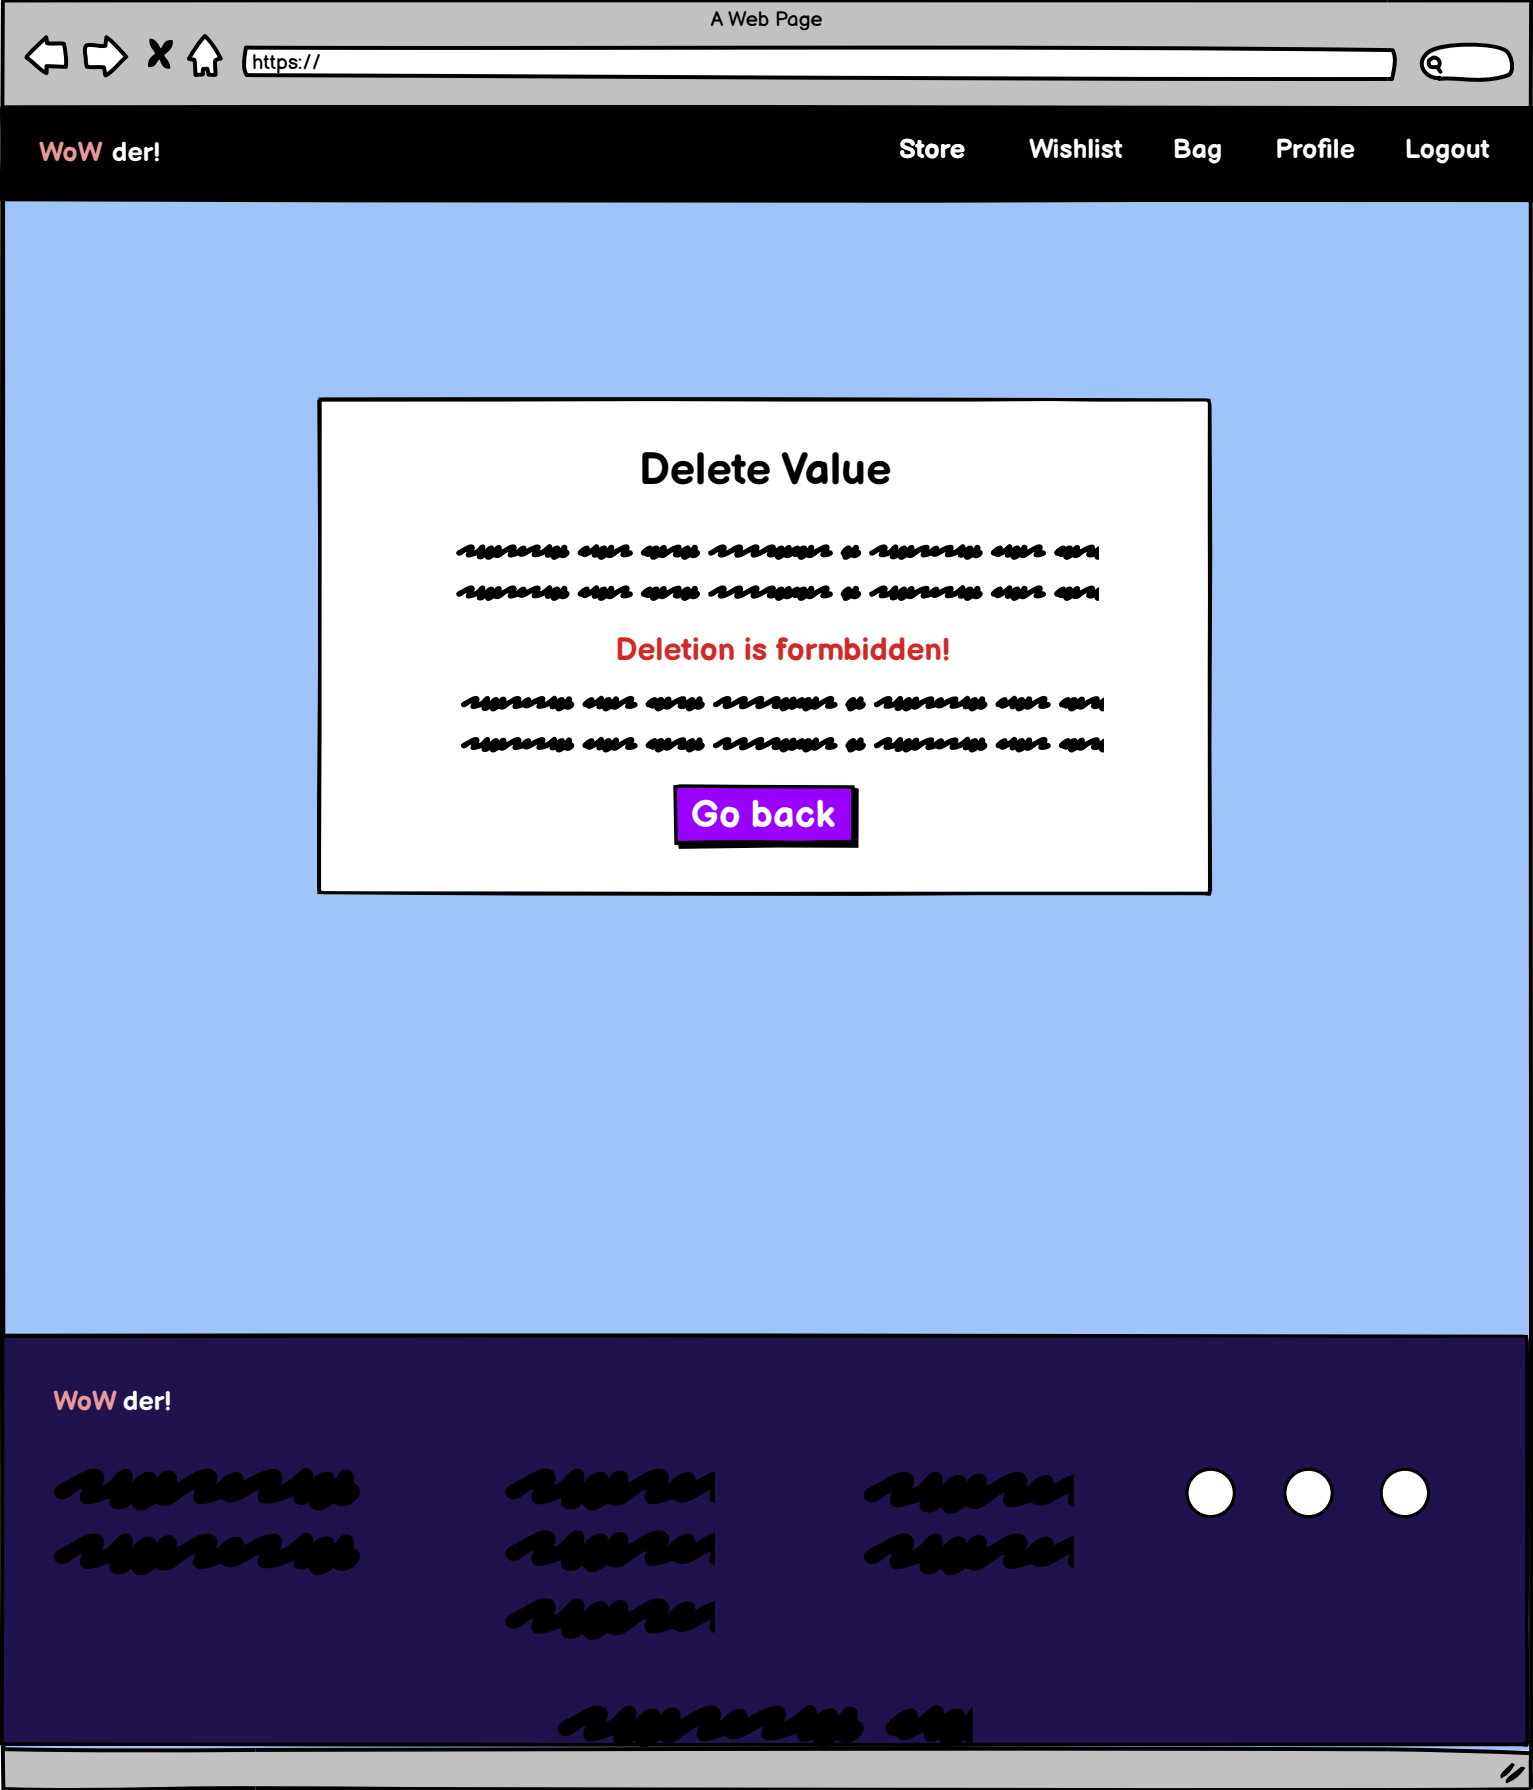 A Web Page
https://
WoW der!
Store Wishlist Bag Profile Logout
Delete Value
Deletion is formbidden!
Go back
WoW der!